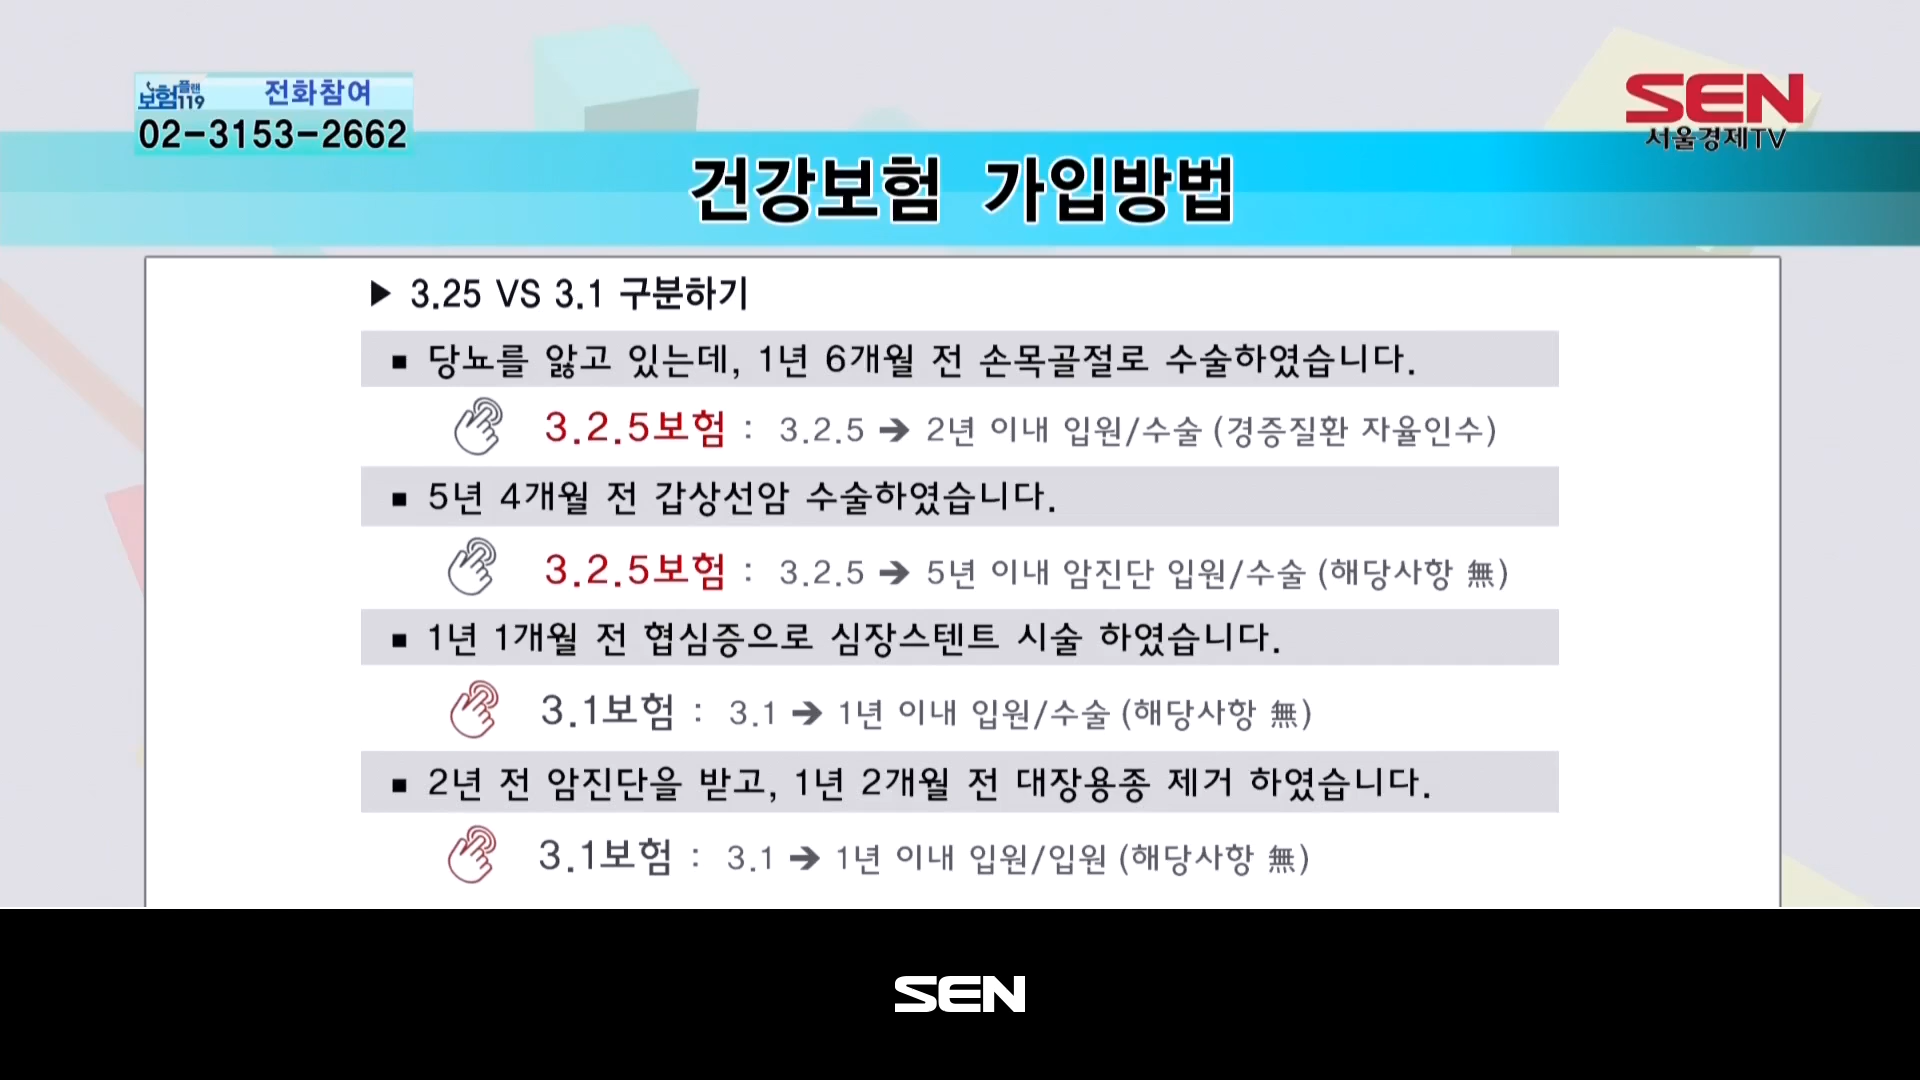 보험플랜119 전화참여
02-3153-2662
SEN
서울경제TV
건강보험 가입방법
▶ 3.25 VS 3.1 구분하기
■ 당뇨를 앓고 있는데, 1년 6개월 전 손목골절로 수술하였습니다.
3.2.5보험 : 3.2.5 ➔ 2년 이내 입원/수술 (경증질환 자율인수)
■ 5년 4개월 전 갑상선암 수술하였습니다.
3.2.5보험 : 3.2.5 ➔ 5년 이내 암진단 입원/수술 (해당사항 無)
■ 1년 1개월 전 협심증으로 심장스텐트 시술 하였습니다.
3.1보험 : 3.1 ➔ 1년 이내 입원/수술 (해당사항 無)
■ 2년 전 암진단을 받고, 1년 2개월 전 대장용종 제거 하였습니다.
3.1보험 : 3.1 ➔ 1년 이내 입원/입원 (해당사항 無)
SEN